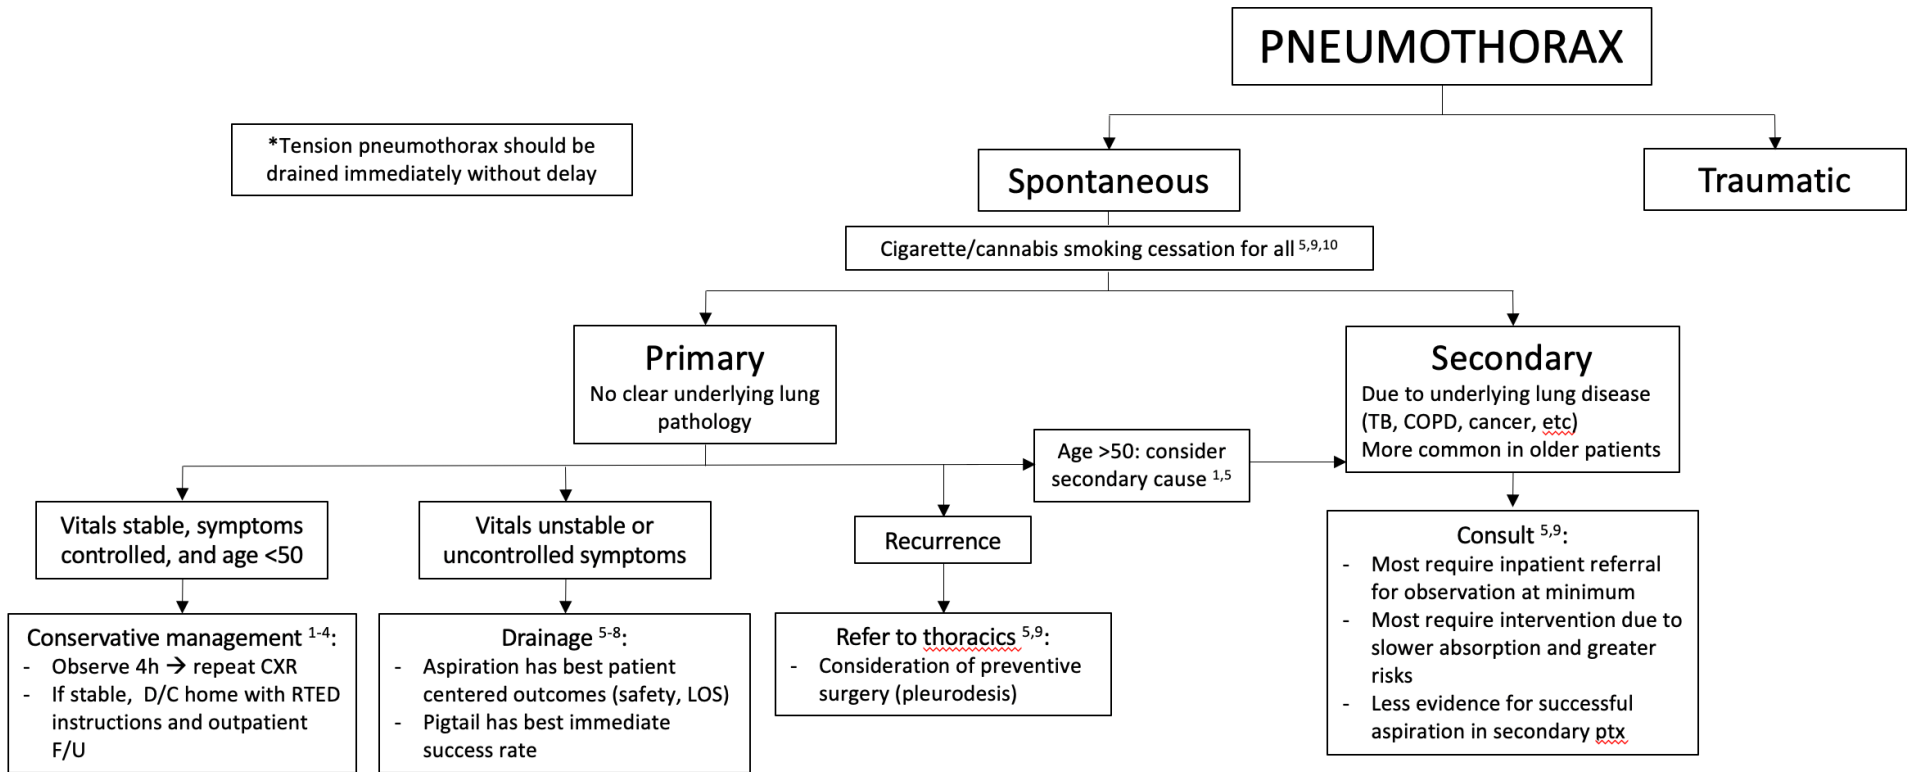 PNEUMOTHORAX
*Tension pneumothorax should be
drained immediately without delay
Spontaneous
Traumatic
Cigarette/cannabis smoking cessation for all 5,9,10
Primary
No clear underlying lung
pathology
Secondary
Due to underlying lung disease
(TB, COPD, cancer, etc)
More common in older patients
Age >50: consider
secondary cause 1,5
Vitals stable, symptoms
controlled, and age <50
Vitals unstable or
uncontrolled symptoms
Recurrence
Conservative management 1-4:
- Observe 4h → repeat CXR
- If stable, D/C home with RTED
instructions and outpatient
F/U
Drainage 5-8:
- Aspiration has best patient
centered outcomes (safety, LOS)
- Pigtail has best immediate
success rate
Refer to thoracics 5,9:
- Consideration of preventive
surgery (pleurodesis)
Consult 5,9:
- Most require inpatient referral
for observation at minimum
- Most require intervention due to
slower absorption and greater
risks
- Less evidence for successful
aspiration in secondary ptx